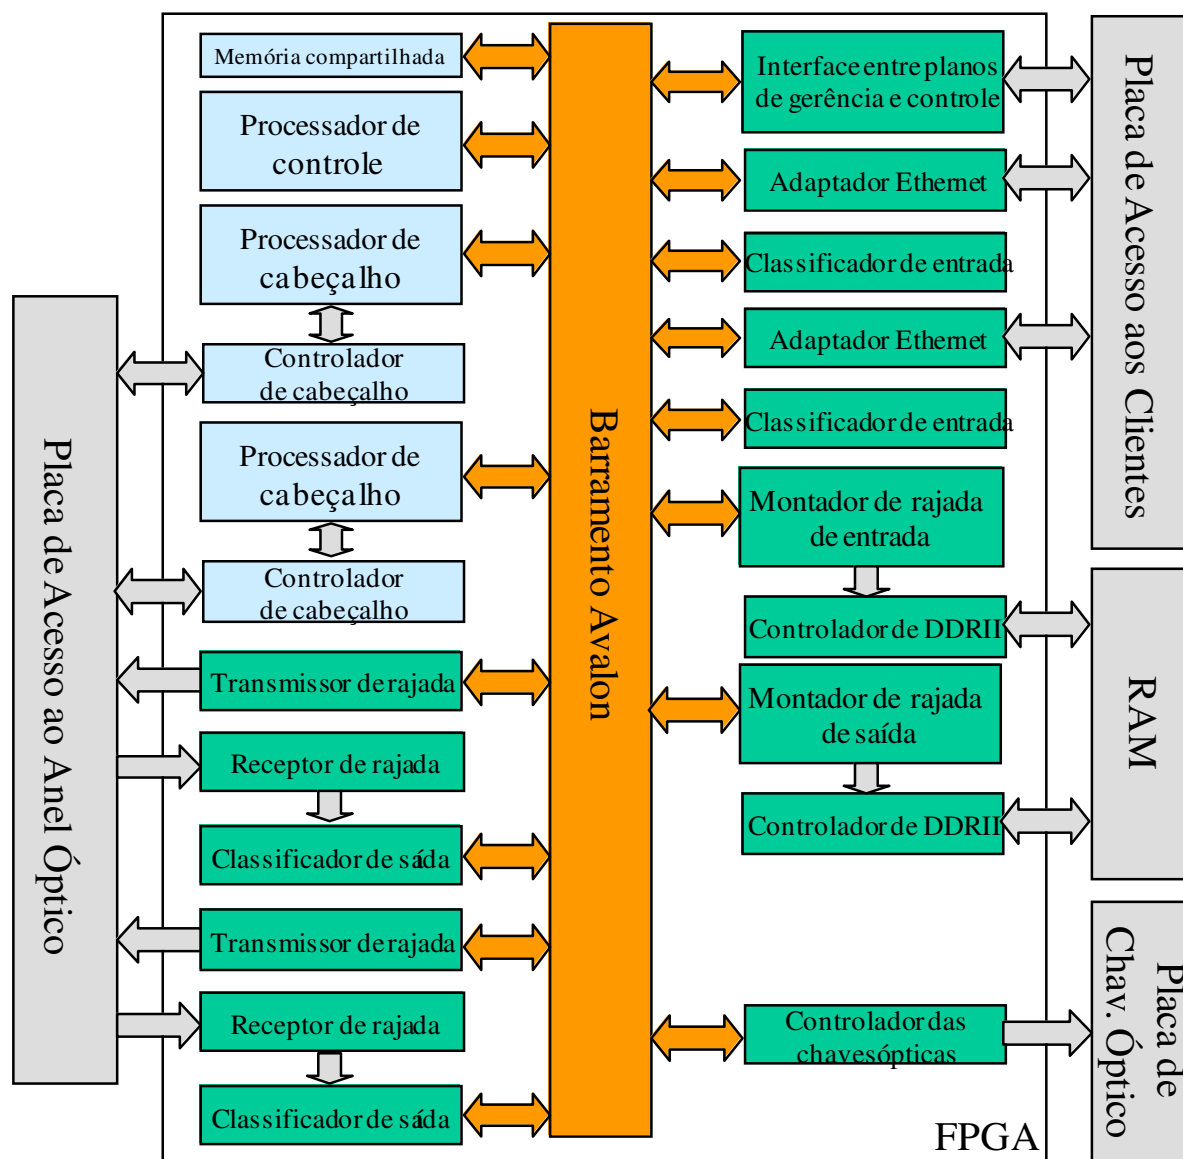 Memória compartilhada
Processador de
controle
Processador de
cabeçalho
Controlador
de cabeçalho
Processador de
cabeçalho
Controlador
de cabeçalho
Transmissor de rajada
Receptor de rajada
Classificador de saída
Transmissor de rajada
Receptor de rajada
Classificador de saída
Placa de Acesso ao Anel Óptico
Barramento Avalon
Interface entre planos
de gerência e controle
Adaptador Ethernet
Classificador de entrada
Adaptador Ethernet
Classificador de entrada
Montador de rajada
de entrada
Controlador de DDRII
Montador de rajada
de saída
Controlador de DDRII
Controlador das
chaves ópticas
FPGA
Placa de Acesso aos Clientes
RAM
Placa de
Chav. Óptico